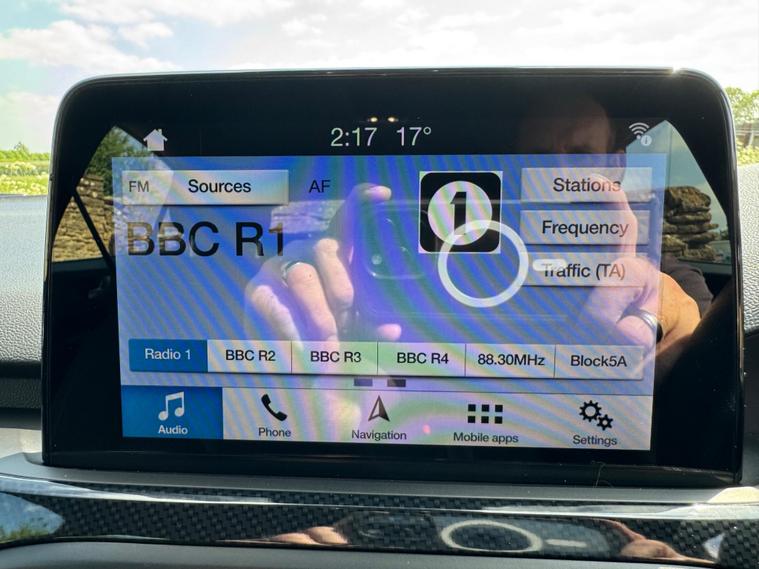 2:17 17°
FM Sources AF Stations
1
BBC R1 Frequency
Traffic (TA)
Radio 1 BBC R2 BBC R3 BBC R4 88.30MHz Block5A
Audio Phone Navigation Mobile apps Settings